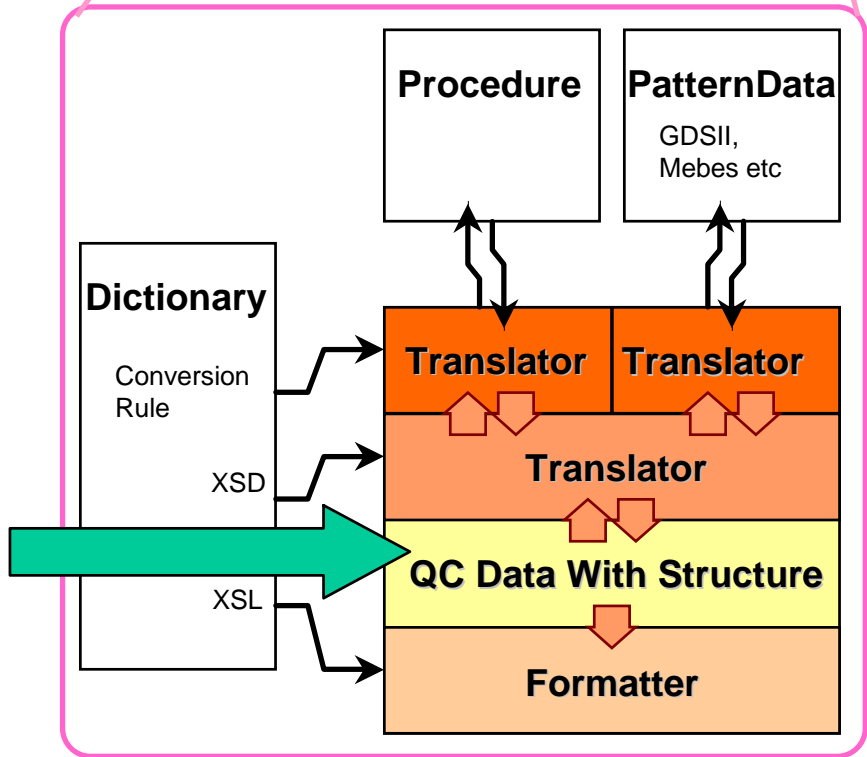 Procedure
PatternData
GDSII,
Mebes etc
Dictionary
Conversion
Rule
XSD
XSL
Translator
Translator
Translator
QC Data With Structure
Formatter